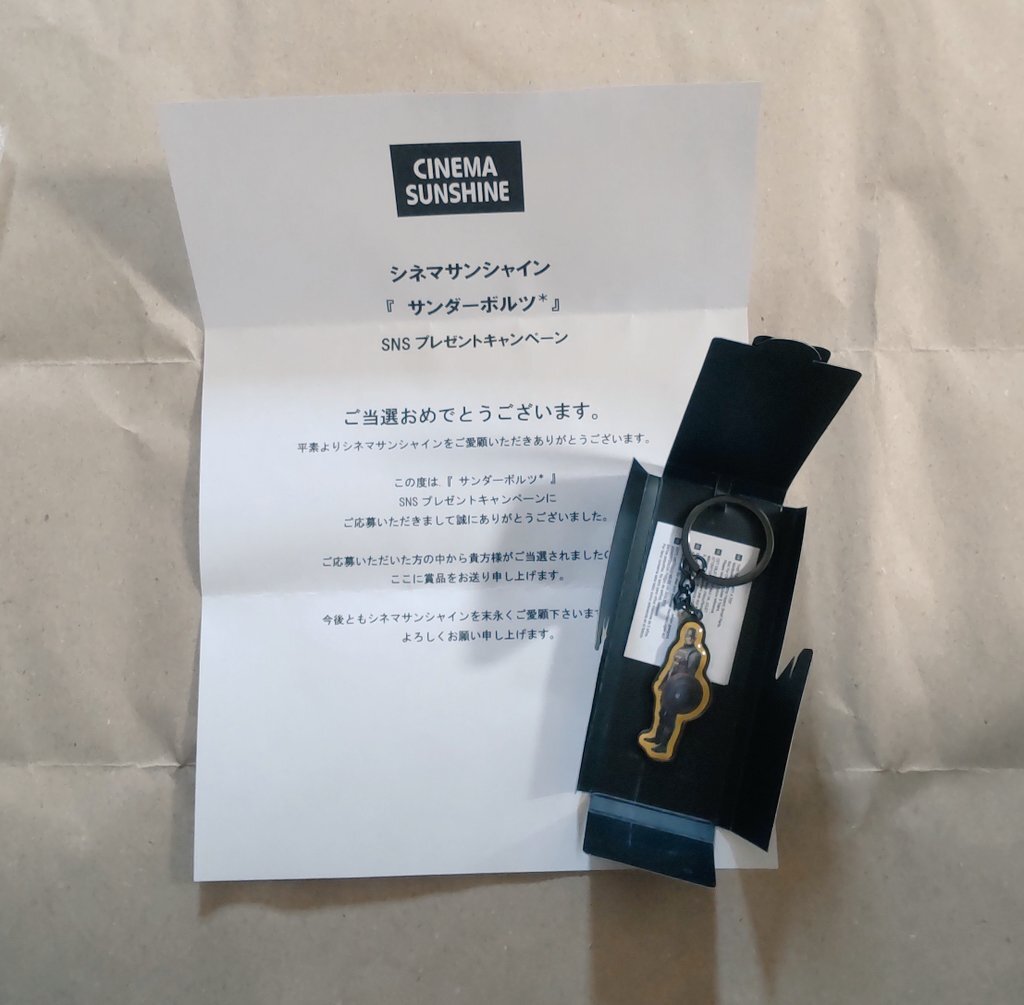 CINEMA
SUNSHINE
シネマサンシャイン
『 サンダーボルツ* 』
SNS プレゼントキャンペーン
ご当選おめでとうございます。
平素よりシネマサンシャインをご愛顧いただきありがとうございます。
この度は『 サンダーボルツ* 』
SNS プレゼントキャンペーンに
ご応募いただきまして誠にありがとうございました。
ご応募いただいた方の中から貴方様がご当選されましたの
ここに賞品をお送り申し上げます。
今後ともシネマサンシャインを末永くご愛顧下さいます
よろしくお願い申し上げます。